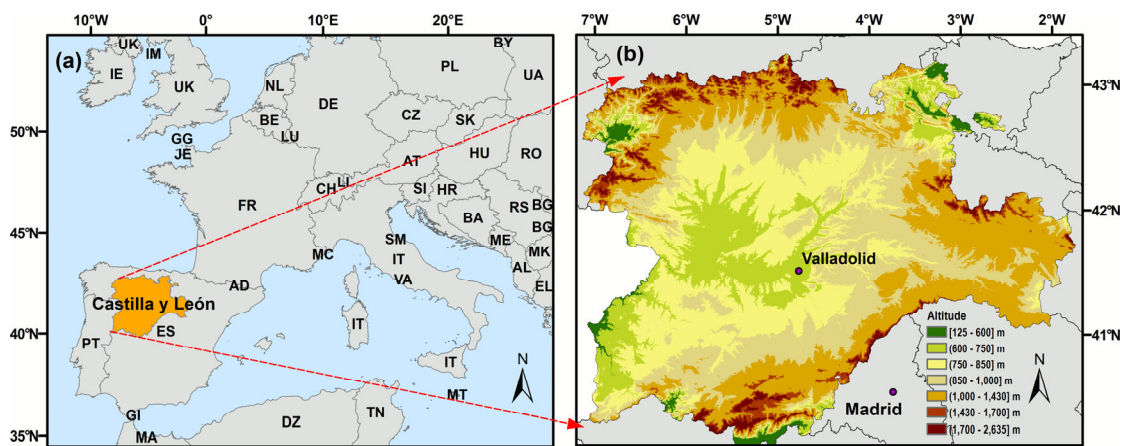 10°W 0° 10°E 20°E
7°W 6°W 5°W 4°W 3°W 2°W
(a)
UK
IM
BY
IE
UK
NL
PL
UA
DE
BE
50°N
LU
CZ
SK
GG
JE
AT
HU
RO
CH
LI
FR
SI
HR
BA
RS
BG
45°N
SM
IT
VA
ME
BG
MC
MK
AL
AD
EL
Castilla y León
40°N
PT
ES
IT
IT
N
MT
GI
DZ
TN
35°N
MA
(b)
43°N
42°N
Valladolid
41°N
Madrid
Altitude
[125 - 600] m
(600 - 750] m
(750 - 850] m
(850 - 1,000] m
(1,000 - 1,430] m
(1,430 - 1,700] m
(1,700 - 2,635] m
N